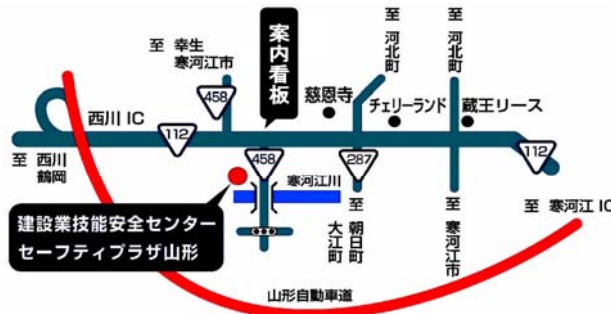 至 幸生
寒河江市
458
案内看板
至 河北町
至 河北町
慈恩寺
チェリーランド
蔵王リース
西川 IC
112
458
287
112
至 西川
鶴岡
寒河江川
建設業技能安全センター
セーフティプラザ山形
至 朝日町
大江町
至 寒河江市
至 寒河江 IC
山形自動車道